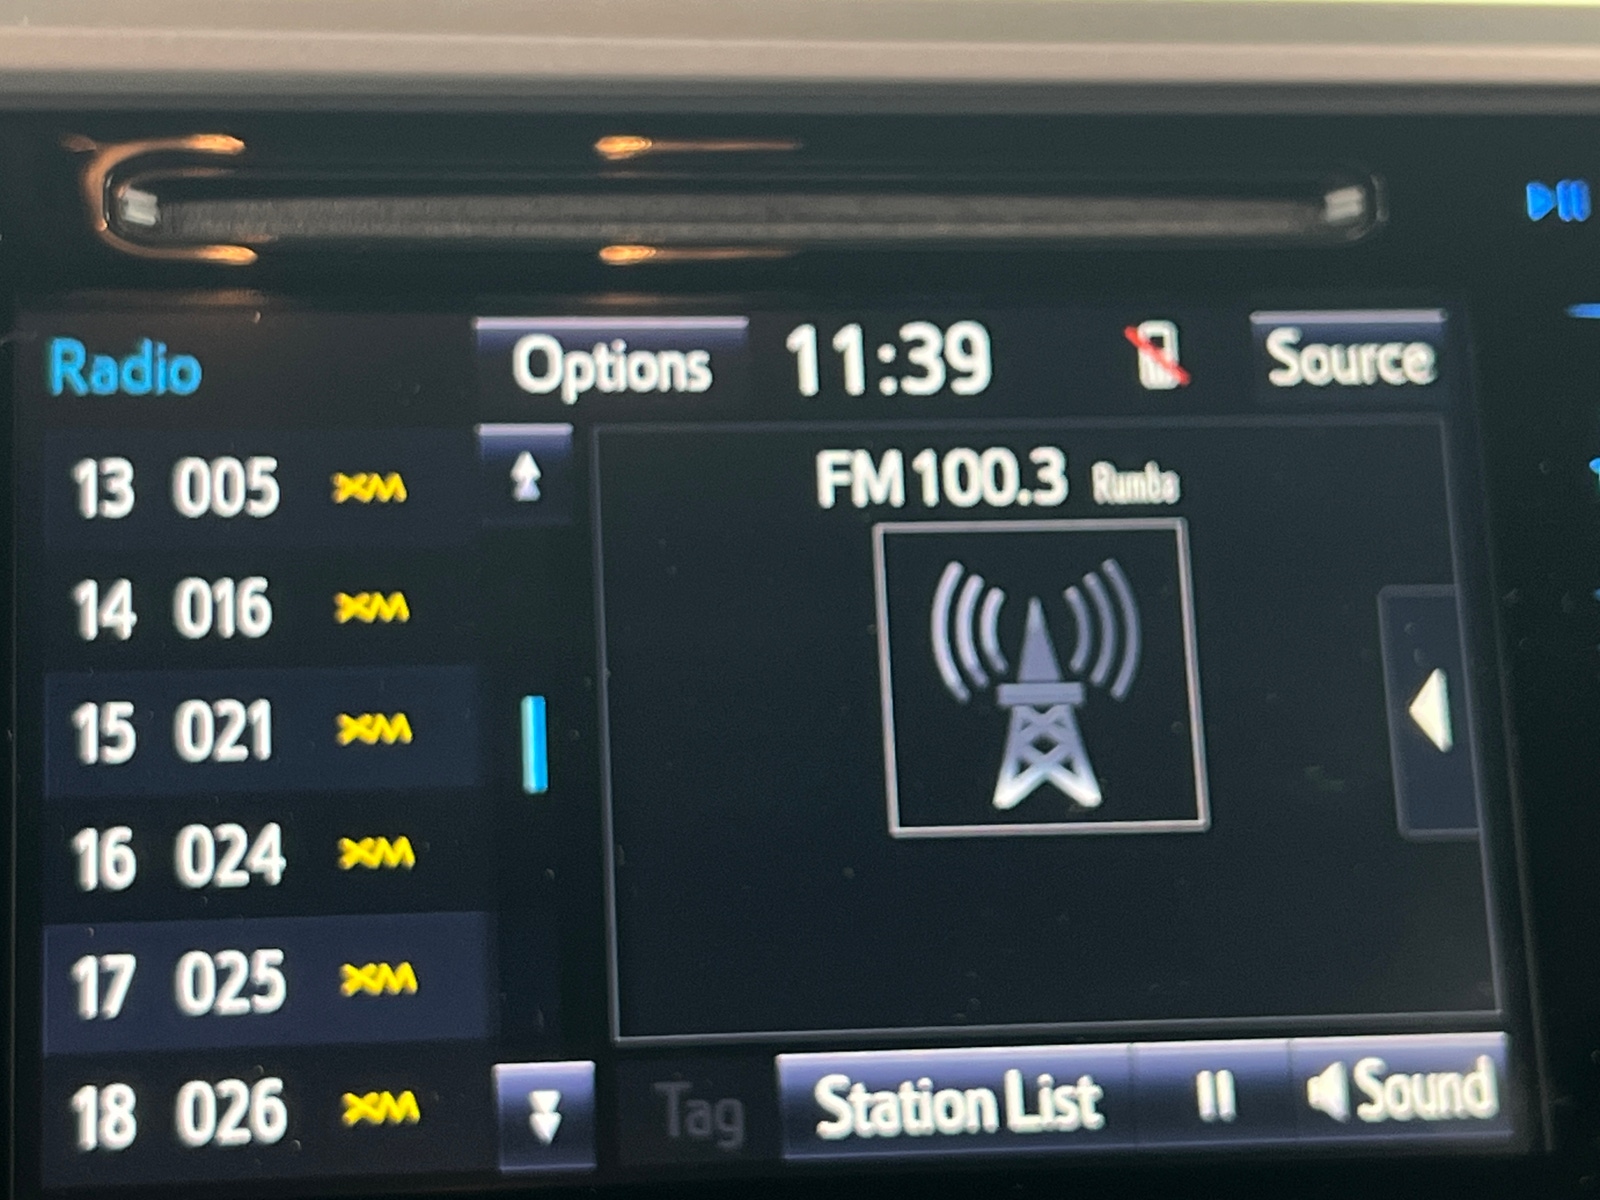 Radio Options 11:39 Source
FM 100.3 Rumba
13 005 XM
14 016 XM
15 021 XM
16 024 XM
17 025 XM
18 026 XM
Tag Station List Sound